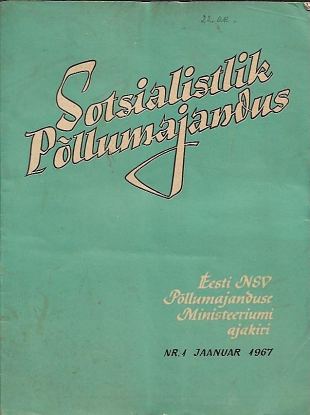 Sotsialistlik
Põllumajandus
Eesti NSV
Põllumajanduse
Ministeeriumi
ajakiri
NR. 1 JAANUAR 1967